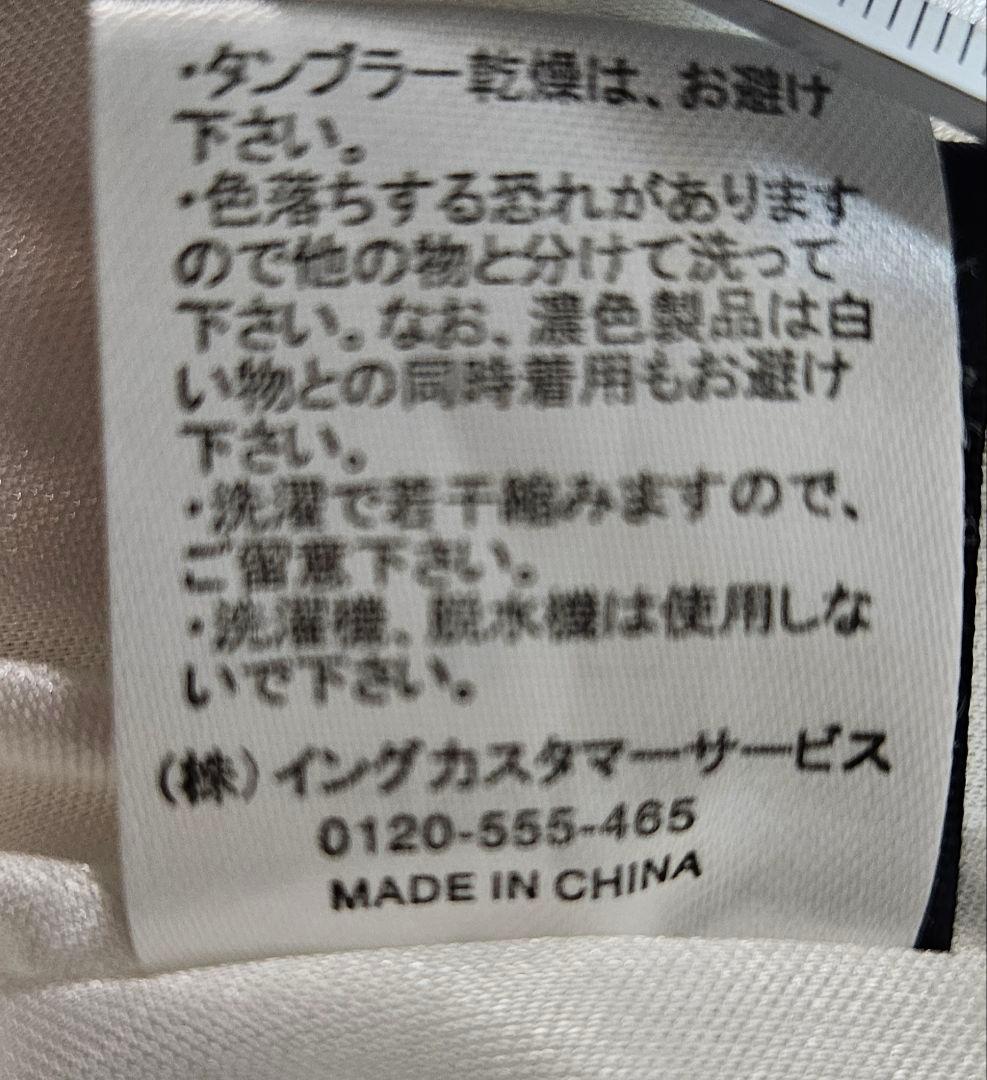 ・タンブラー乾燥は、お避け
下さい。
・色落ちする恐れがあります
ので他の物と分けて洗って
下さい。なお、濃色製品は白
い物との同時着用もお避け
下さい。
・洗濯で若干縮みますので、
ご留意下さい。
・洗濯機、脱水機は使用しな
いで下さい。
(株)イングカスタマーサービス
0120-555-465
MADE IN CHINA